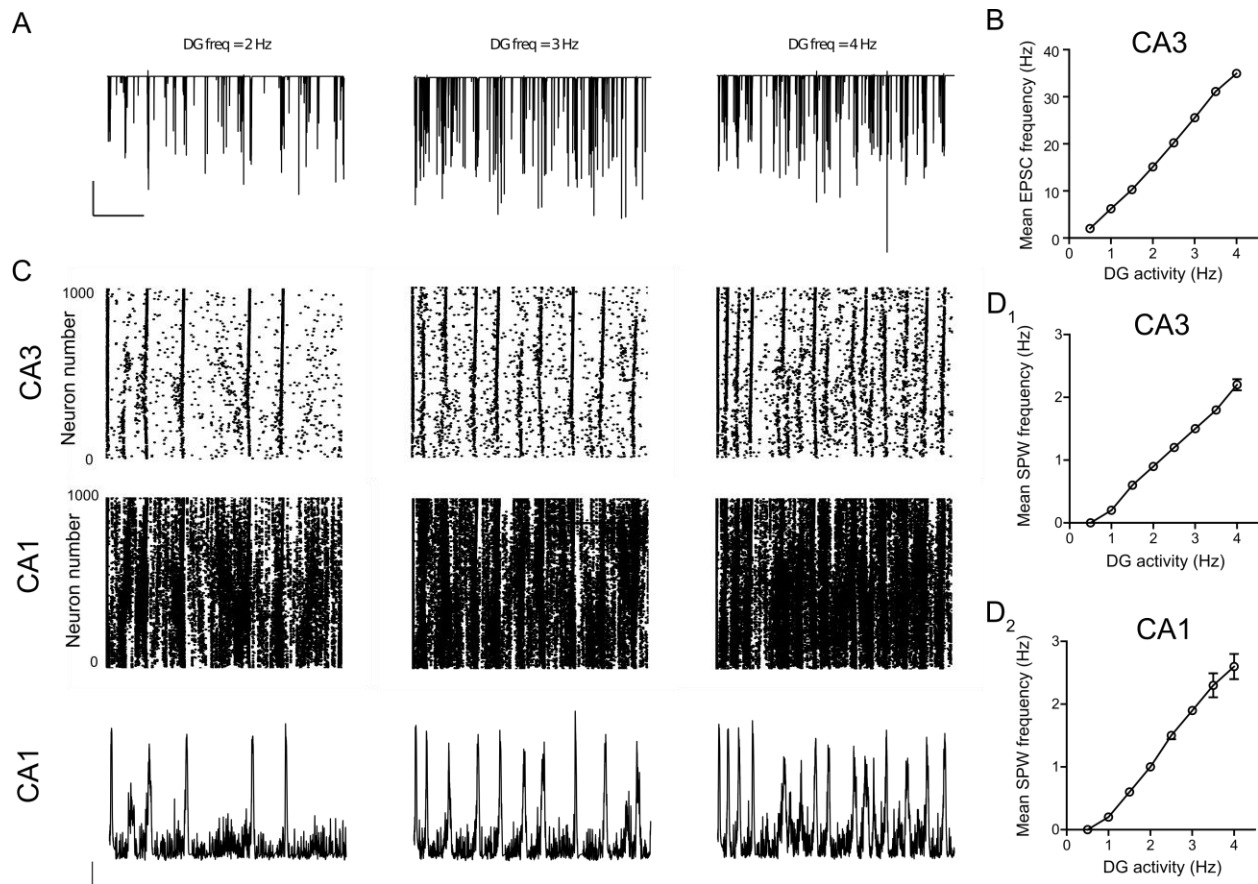 A
DG freq = 2 Hz
DG freq = 3 Hz
DG freq = 4 Hz
B
CA3
Mean EPSC frequency (Hz)
40
30
20
10
0
0 1 2 3 4
DG activity (Hz)
C
CA3
Neuron number
1000
0
CA1
Neuron number
1000
0
CA1
D1
CA3
Mean SPW frequency (Hz)
3
2
1
0
0 1 2 3 4
DG activity (Hz)
D2
CA1
Mean SPW frequency (Hz)
3
2
1
0
0 1 2 3 4
DG activity (Hz)